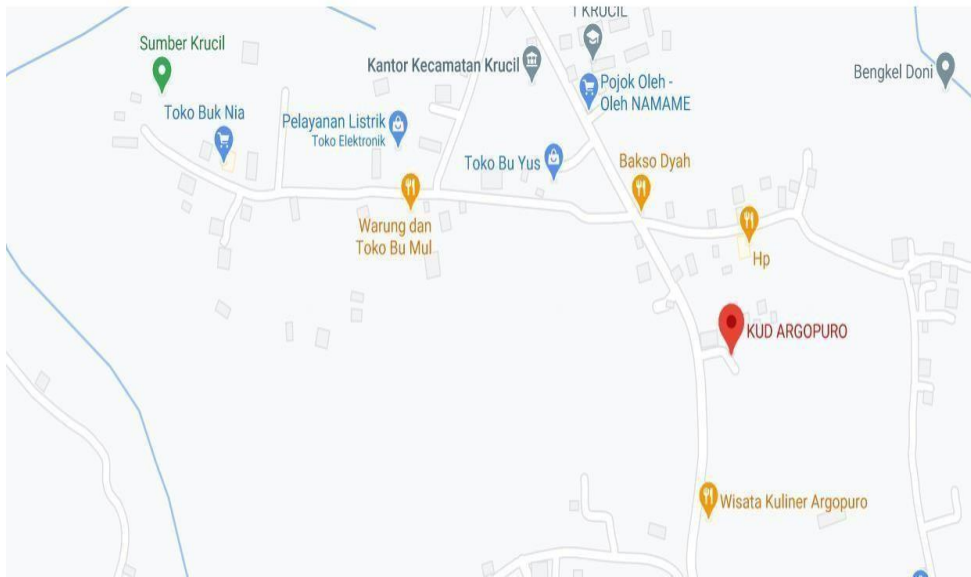 T KRUCIL
Sumber Krucil
Kantor Kecamatan Krucil
Bengkel Doni
Pojok Oleh -
Oleh NAMAME
Toko Buk Nia
Pelayanan Listrik
Toko Elektronik
Toko Bu Yus
Bakso Dyah
Warung dan
Toko Bu Mul
Hp
KUD ARGOPURO
Wisata Kuliner Argopuro